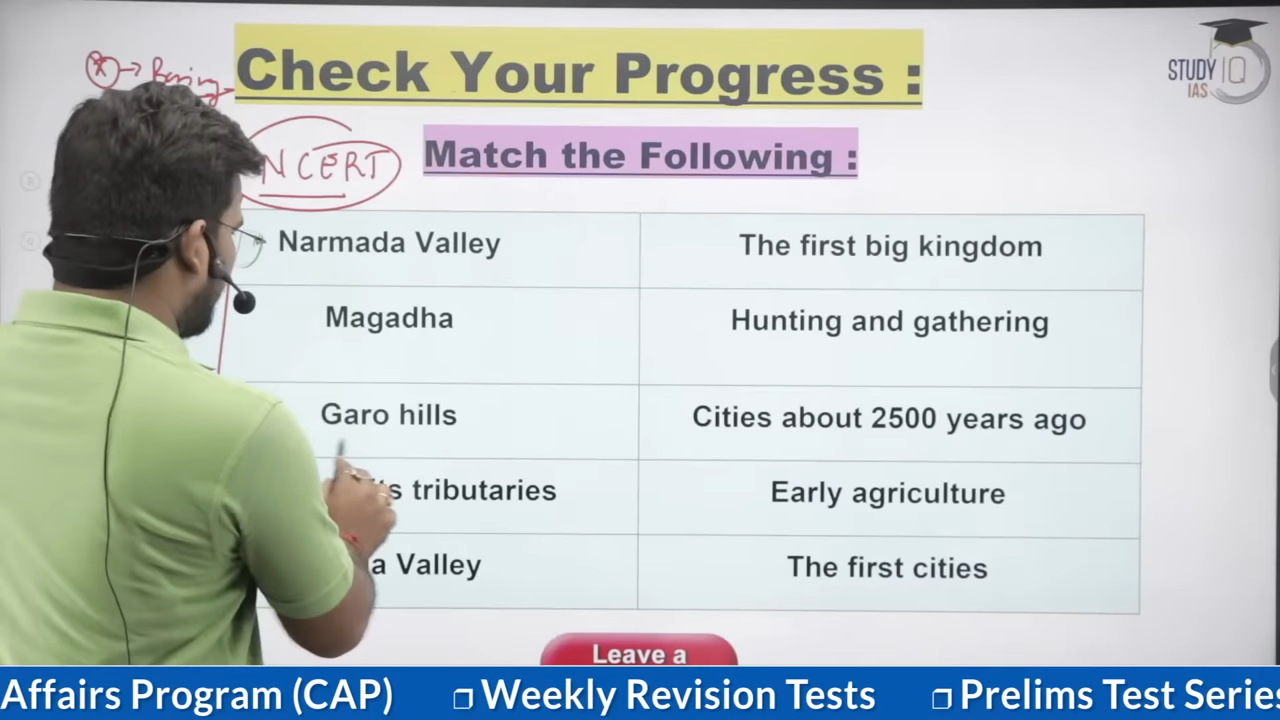 Check Your Progress :
STUDY IQ
IAS
NCERT
Match the Following :
Narmada Valley The first big kingdom
Magadha Hunting and gathering
Garo hills Cities about 2500 years ago
tributaries Early agriculture
Valley The first cities
Leave a
Affairs Program (CAP) ❐ Weekly Revision Tests ❐ Prelims Test Series